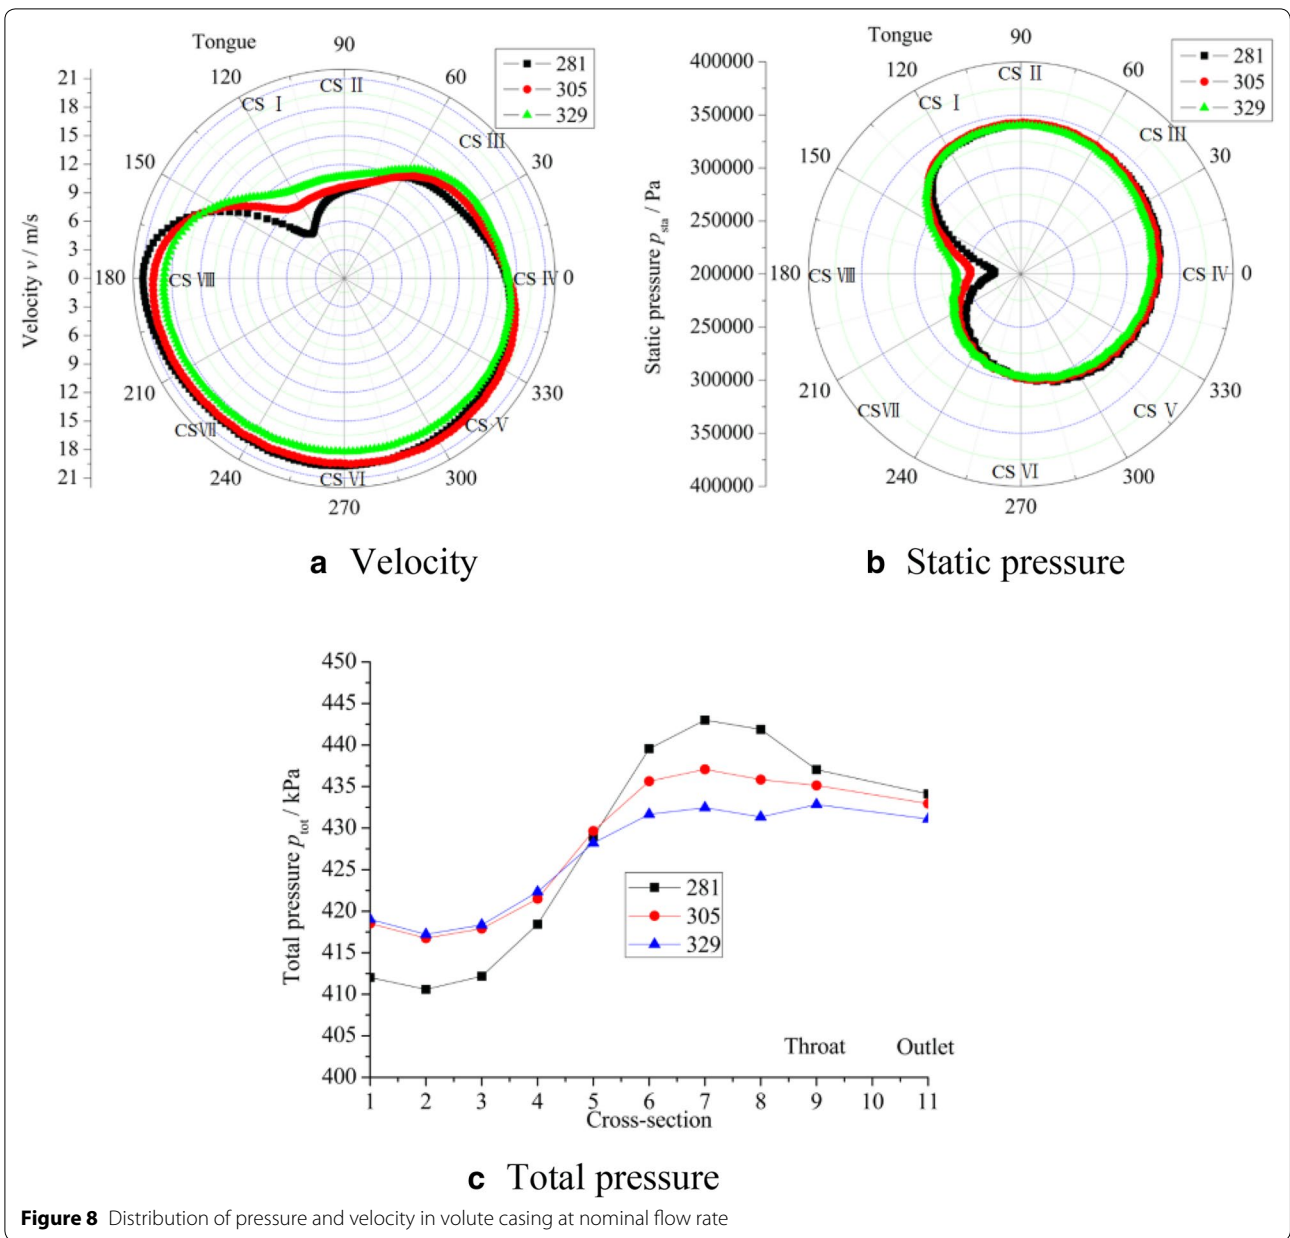 Tongue
90
120
60
CS Ⅰ
CS Ⅱ
CS Ⅲ
150
30
180
CS Ⅷ
CS Ⅳ
0
210
330
CSⅦ
CS Ⅴ
240
CS Ⅵ
300
270
21
18
15
12
9
6
3
0
3
6
9
12
15
18
21
Velocity v / m/s
281
305
329
a Velocity
Tongue
90
120
60
CS Ⅰ
CS Ⅱ
CS Ⅲ
150
30
180
CS Ⅷ
CS Ⅳ
0
210
330
CSⅦ
CS Ⅴ
240
CS Ⅵ
300
270
400000
350000
300000
250000
200000
250000
300000
350000
400000
Static pressure psta / Pa
281
305
329
b Static pressure
450
445
440
435
430
425
420
415
410
405
400
Total pressure ptot / kPa
281
305
329
Throat Outlet
1 2 3 4 5 6 7 8 9 10 11
Cross-section
c Total pressure
Figure 8 Distribution of pressure and velocity in volute casing at nominal flow rate